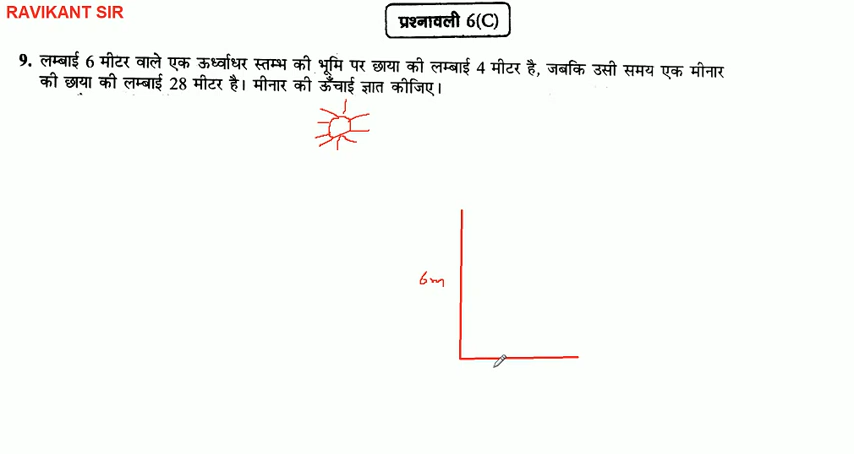 RAVIKANT SIR
प्रश्नावली 6(C)
9. लम्बाई 6 मीटर वाले एक ऊर्ध्वाधर स्तम्भ की भूमि पर छाया की लम्बाई 4 मीटर है, जबकि उसी समय एक मीनार
की छाया की लम्बाई 28 मीटर है। मीनार की ऊँचाई ज्ञात कीजिए।
6m